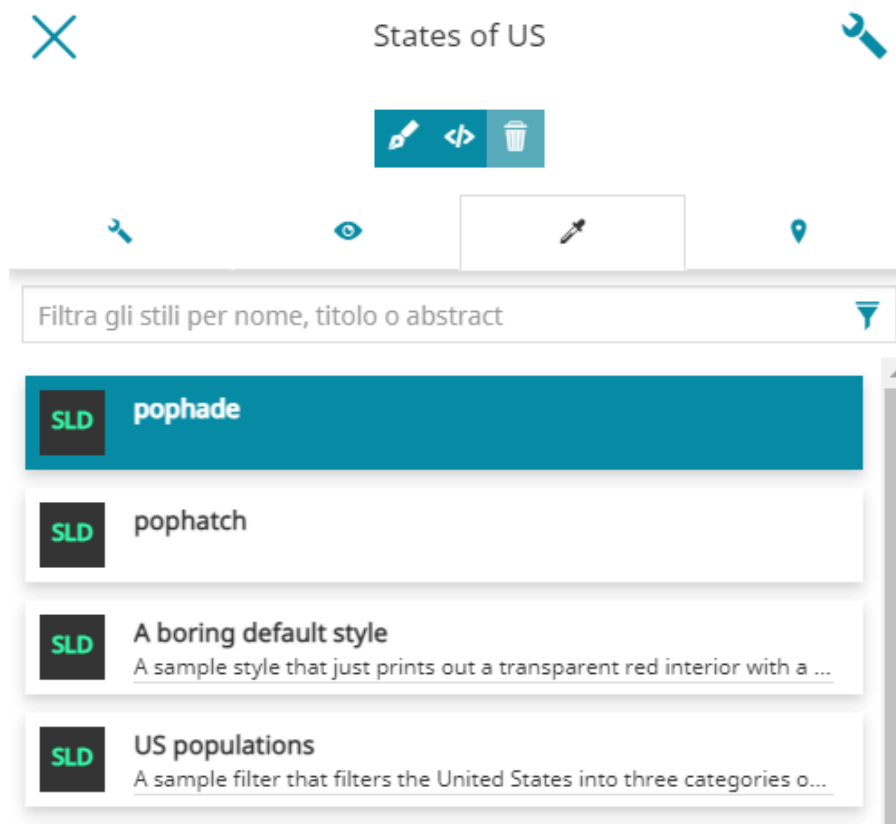 States of US
Filtra gli stili per nome, titolo o abstract
SLD
pophade
SLD
pophatch
SLD
A boring default style
A sample style that just prints out a transparent red interior with a ...
SLD
US populations
A sample filter that filters the United States into three categories o...